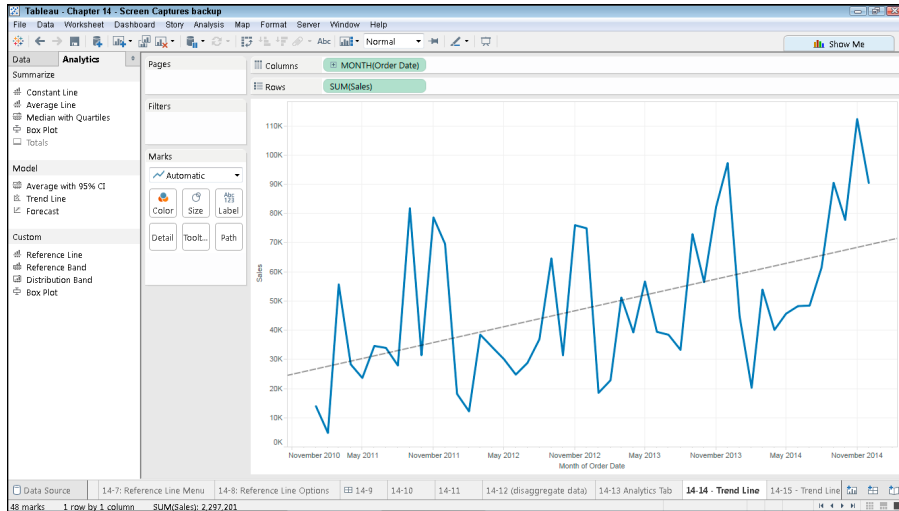 Tableau - Chapter 14 - Screen Captures backup
File Data Worksheet Dashboard Story Analysis Map Format Server Window Help
Abc Normal Show Me
Data Analytics
Summarize
Constant Line
Average Line
Median with Quartiles
Box Plot
Totals
Model
Average with 95% CI
Trend Line
Forecast
Custom
Reference Line
Reference Band
Distribution Band
Box Plot
Pages
Filters
Marks
Automatic
Abc
123
Color Size Label
Detail Toolt... Path
Columns MONTH(Order Date)
Rows SUM(Sales)
110K
100K
90K
80K
70K
60K
50K
40K
30K
20K
10K
0K
Sales
November 2010 May 2011 November 2011 May 2012 November 2012 May 2013 November 2013 May 2014 November 2014
Month of Order Date
Data Source 14-7: Reference Line Menu 14-8: Reference Line Options 14-9 14-10 14-11 14-12 (disaggregate data) 14-13 Analytics Tab 14-14 - Trend Line 14-15 - Trend Line
48 marks 1 row by 1 column SUM(Sales): 2,297,201